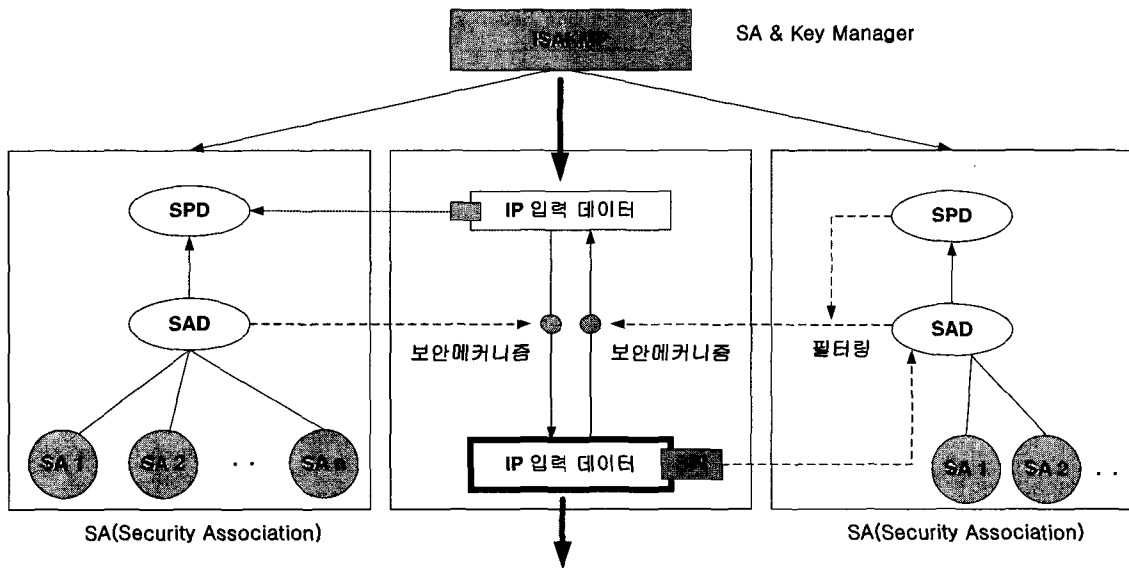 ISAKMP
SA & Key Manager
SPD
IP 입력 데이터
SPD
SAD
SAD
보안메커니즘
보안메커니즘
필터링
SA 1
SA 2
. .
SA n
IP 입력 데이터
SPI
SA 1
SA 2
. .
SA(Security Association)
SA(Security Association)